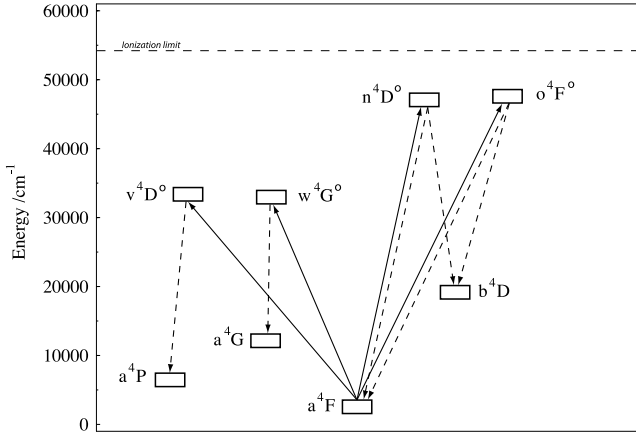 60000
Ionization limit
50000
n⁴D° o⁴F°
40000
v⁴D° w⁴G°
30000
Energy /cm⁻¹
20000
b⁴D
a⁴G
10000
a⁴P
a⁴F
0